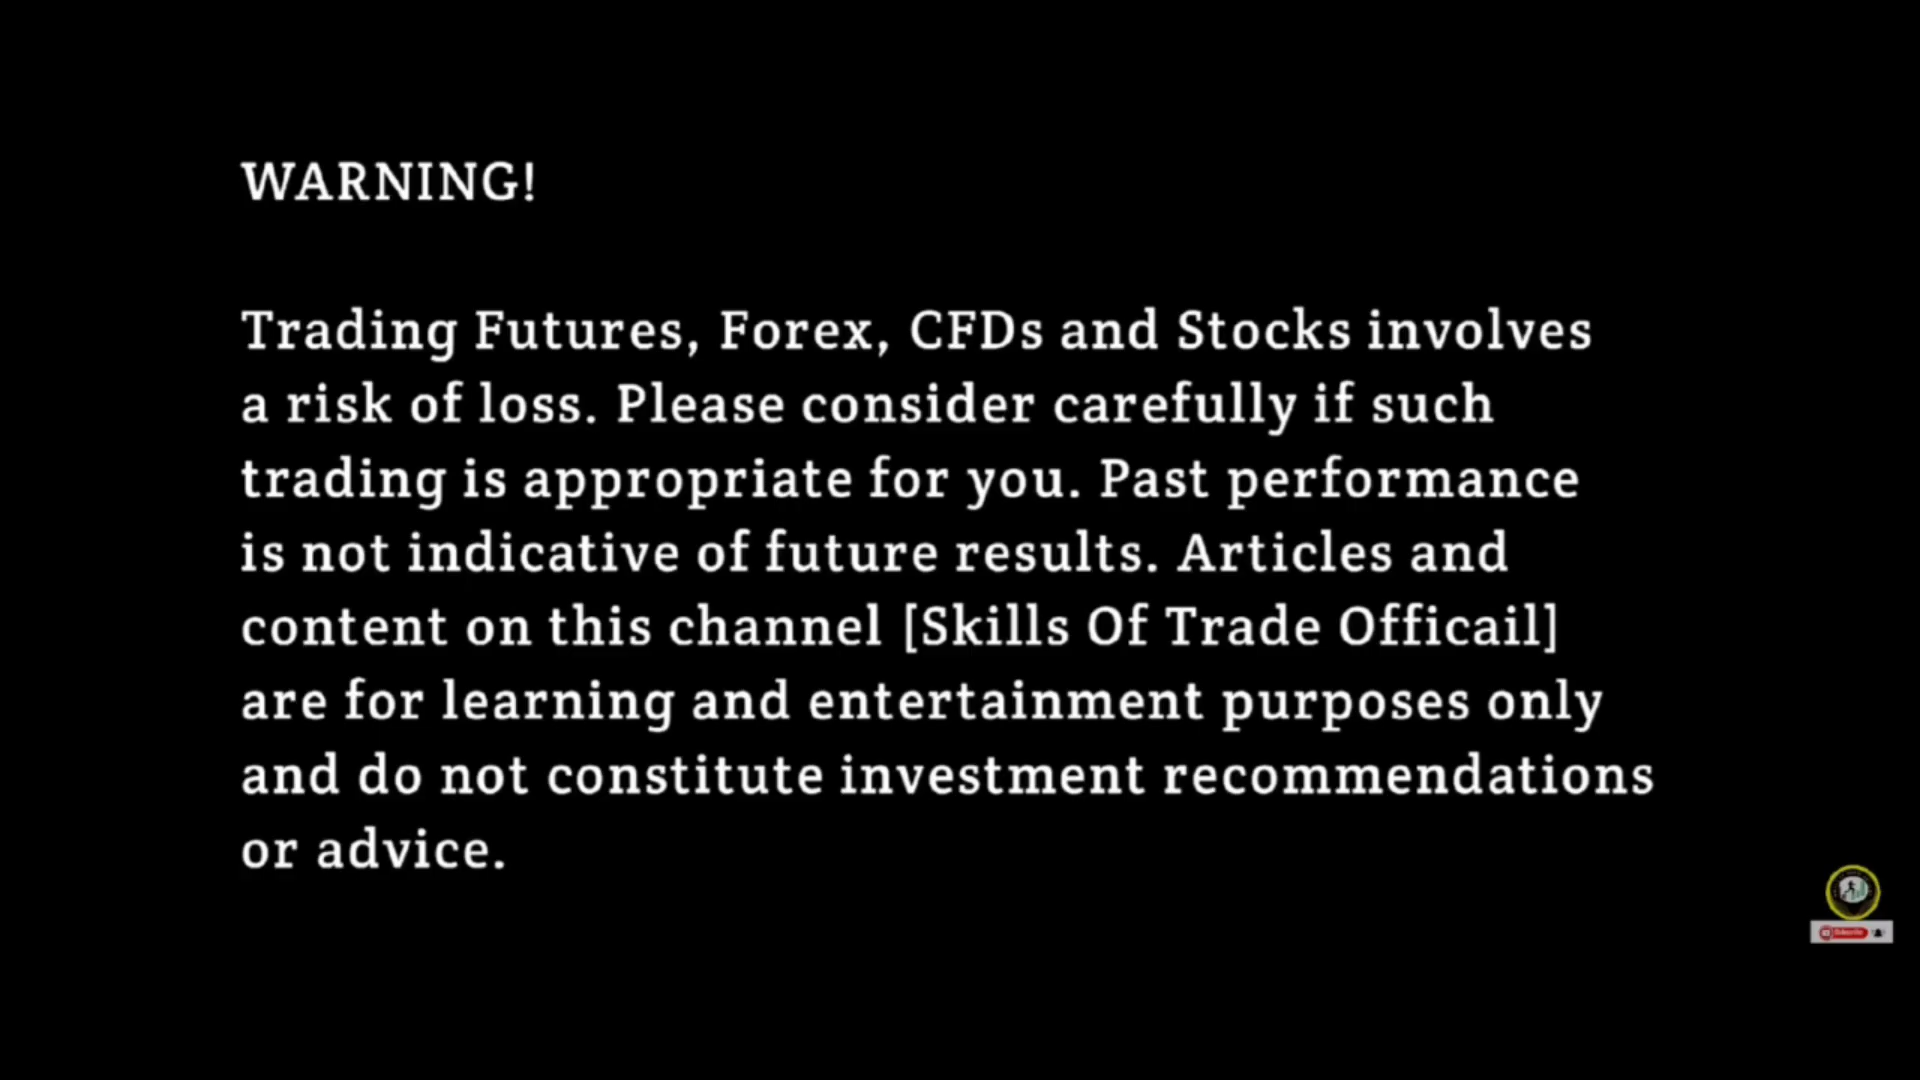 WARNING!
Trading Futures, Forex, CFDs and Stocks involves
a risk of loss. Please consider carefully if such
trading is appropriate for you. Past performance
is not indicative of future results. Articles and
content on this channel [Skills Of Trade Officail]
are for learning and entertainment purposes only
and do not constitute investment recommendations
or advice.
Subscribe